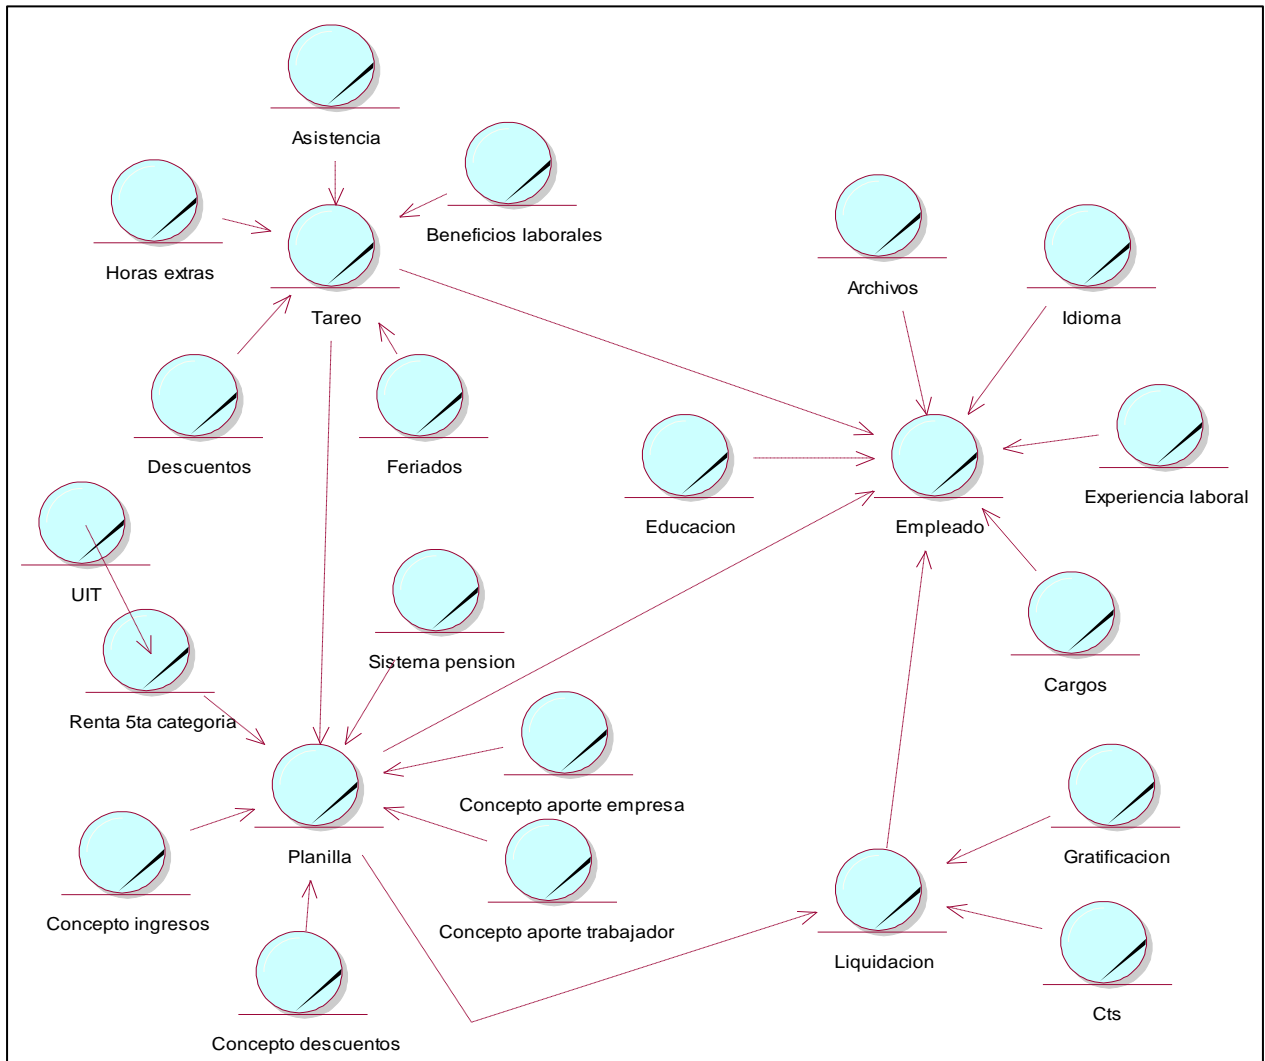 Asistencia
Beneficios laborales
Horas extras
Archivos
Idioma
Tareo
Descuentos
Feriados
Experiencia laboral
Educacion
Empleado
UIT
Sistema pension
Cargos
Renta 5ta categoria
Concepto aporte empresa
Planilla
Gratificacion
Concepto ingresos
Concepto aporte trabajador
Liquidacion
Cts
Concepto descuentos